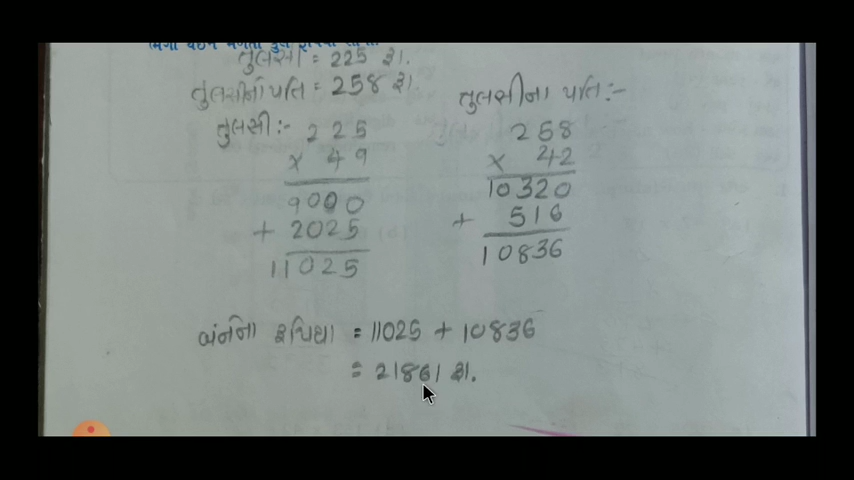 તુલસી = 225 રૂા.
તુલસીનો પતિ = 258 રૂા.
તુલસી :-
225
× 49
9000
+ 2025
11025
તુલસીના પતિ :-
258
× 42
10320
+ 516
10836
બંનેના રૂપિયા = 11025 + 10836
= 21861 રૂા.